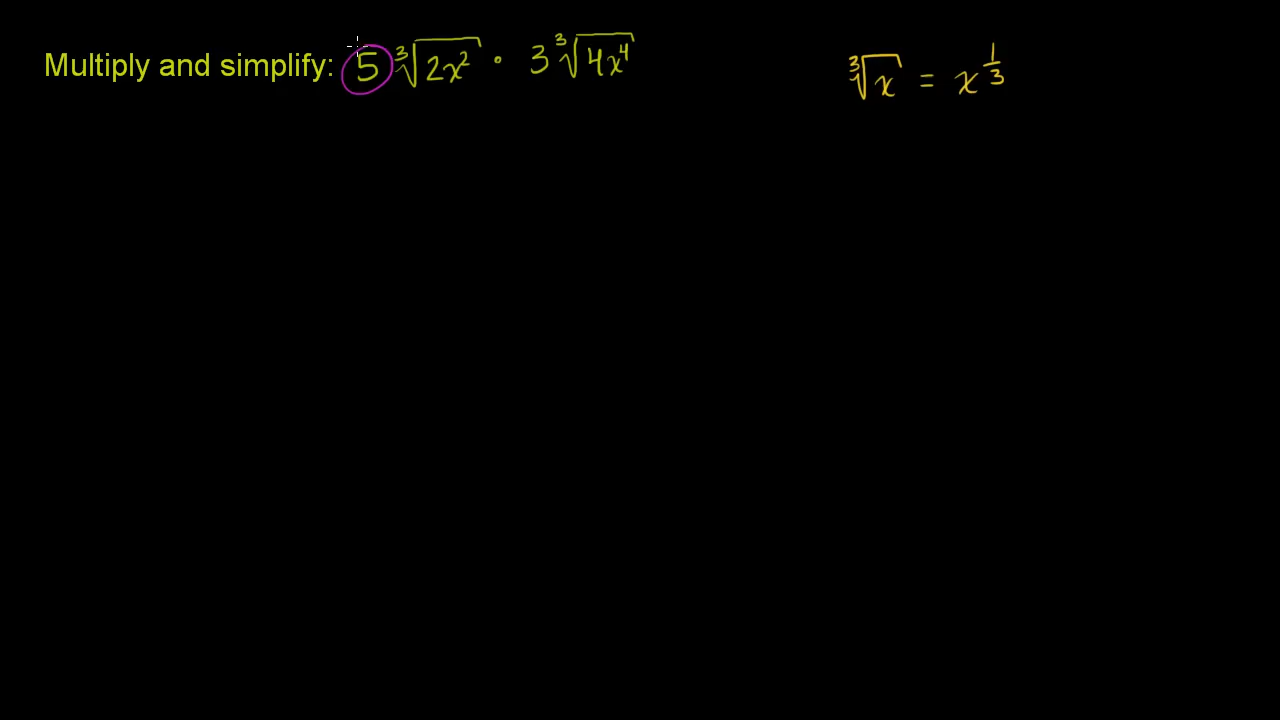 Multiply and simplify: 5 ∛(2x²) · 3 ∛(4x⁴)
∛x = x^(1/3)